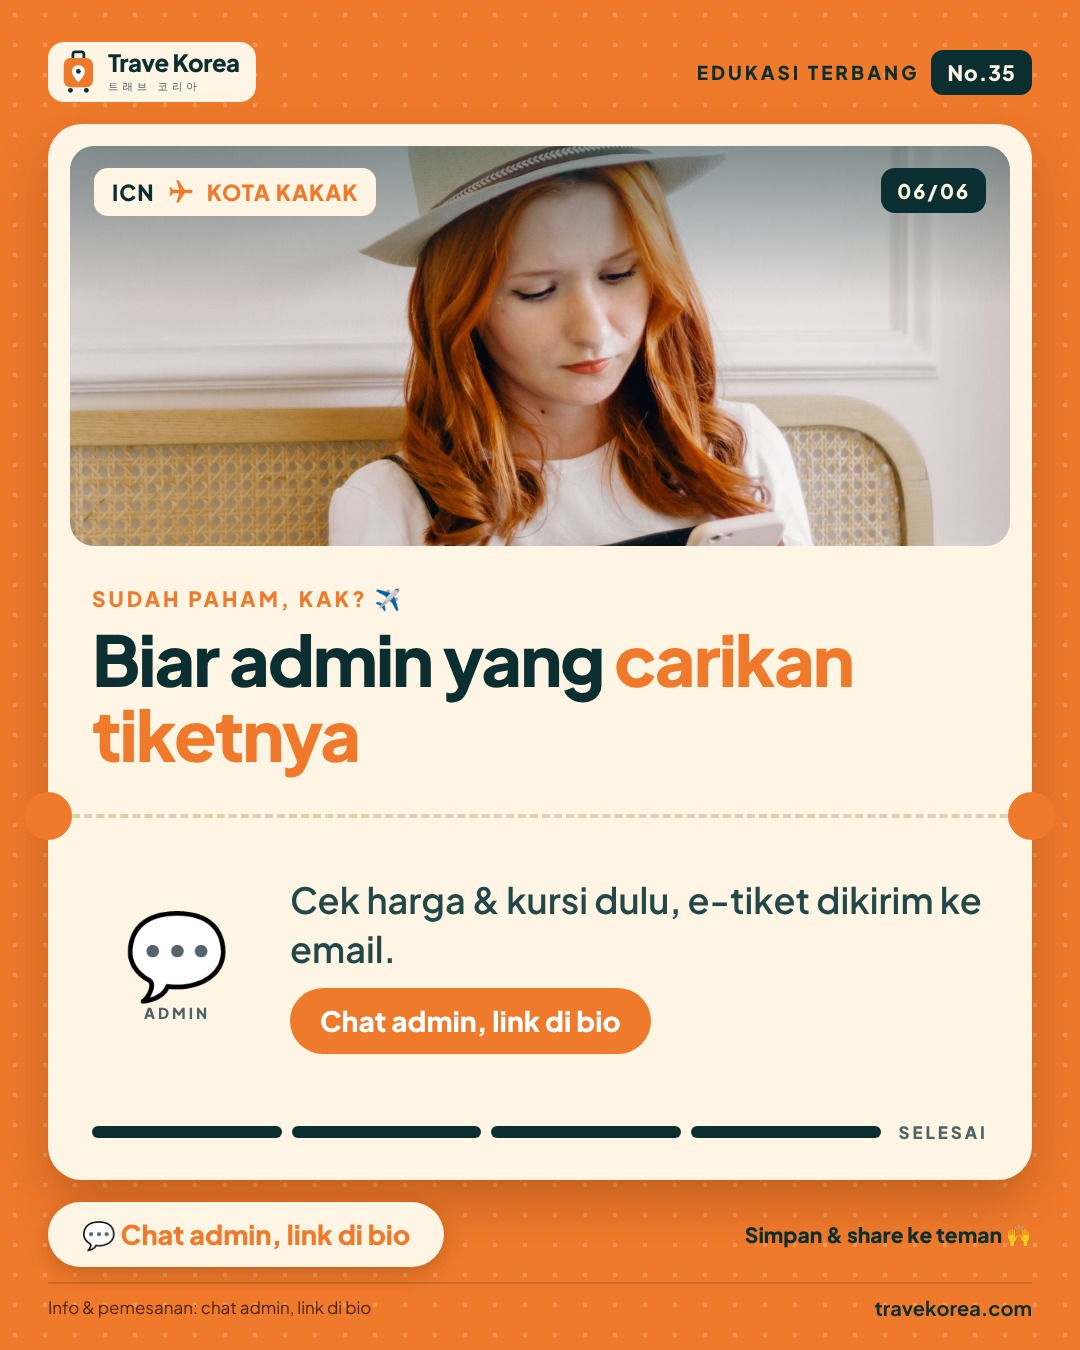 Trave Korea
트래브 코리아
EDUKASI TERBANG
No.35
ICN ✈ KOTA KAKAK
06/06
SUDAH PAHAM, KAK? ✈️
Biar admin yang carikan
tiketnya
Cek harga & kursi dulu, e-tiket dikirim ke
email.
💬
ADMIN
Chat admin, link di bio
SELESAI
💬 Chat admin, link di bio
Simpan & share ke teman 🙌
Info & pemesanan: chat admin, link di bio
travekorea.com